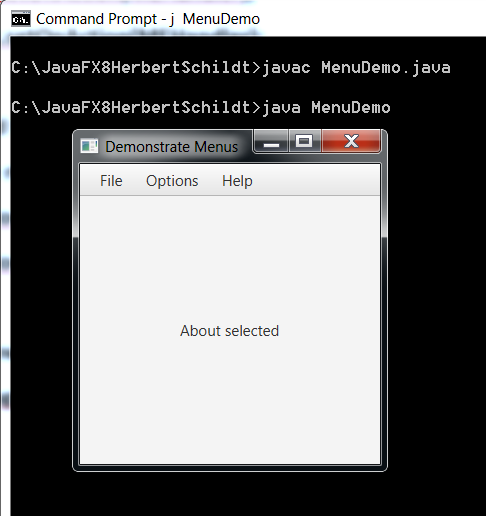 Command Prompt - j MenuDemo
C:\JavaFX8HerbertSchildt>javac MenuDemo.java
C:\JavaFX8HerbertSchildt>java MenuDemo
Demonstrate Menus
File Options Help
About selected